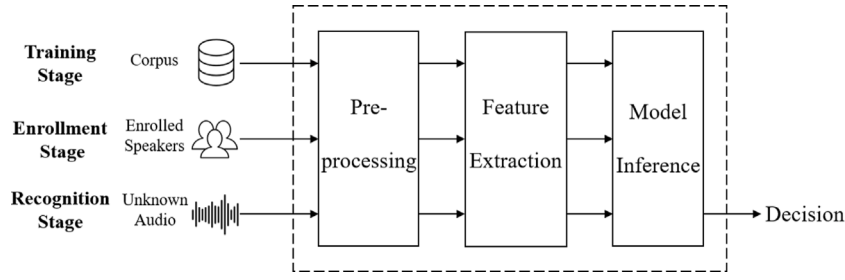 Training
Stage
Corpus
Enrollment
Stage
Enrolled
Speakers
Recognition
Stage
Unknown
Audio
Pre-
processing
Feature
Extraction
Model
Inference
Decision